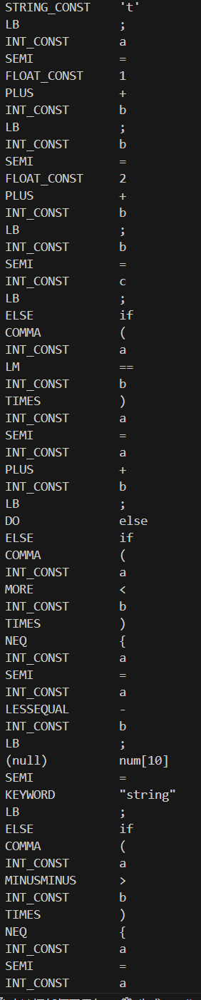 STRING_CONST 't'
LB ;
INT_CONST a
SEMI =
FLOAT_CONST 1
PLUS +
INT_CONST b
LB ;
INT_CONST b
SEMI =
FLOAT_CONST 2
PLUS +
INT_CONST b
LB ;
INT_CONST b
SEMI =
INT_CONST c
LB ;
ELSE if
COMMA (
INT_CONST a
LM ==
INT_CONST b
TIMES )
INT_CONST a
SEMI =
INT_CONST a
PLUS +
INT_CONST b
LB ;
DO else
ELSE if
COMMA (
INT_CONST a
MORE <
INT_CONST b
TIMES )
NEQ {
INT_CONST a
SEMI =
INT_CONST a
LESSEQUAL -
INT_CONST b
LB ;
(null) num[10]
SEMI =
KEYWORD "string"
LB ;
ELSE if
COMMA (
INT_CONST a
MINUSMINUS >
INT_CONST b
TIMES )
NEQ {
INT_CONST a
SEMI =
INT_CONST a